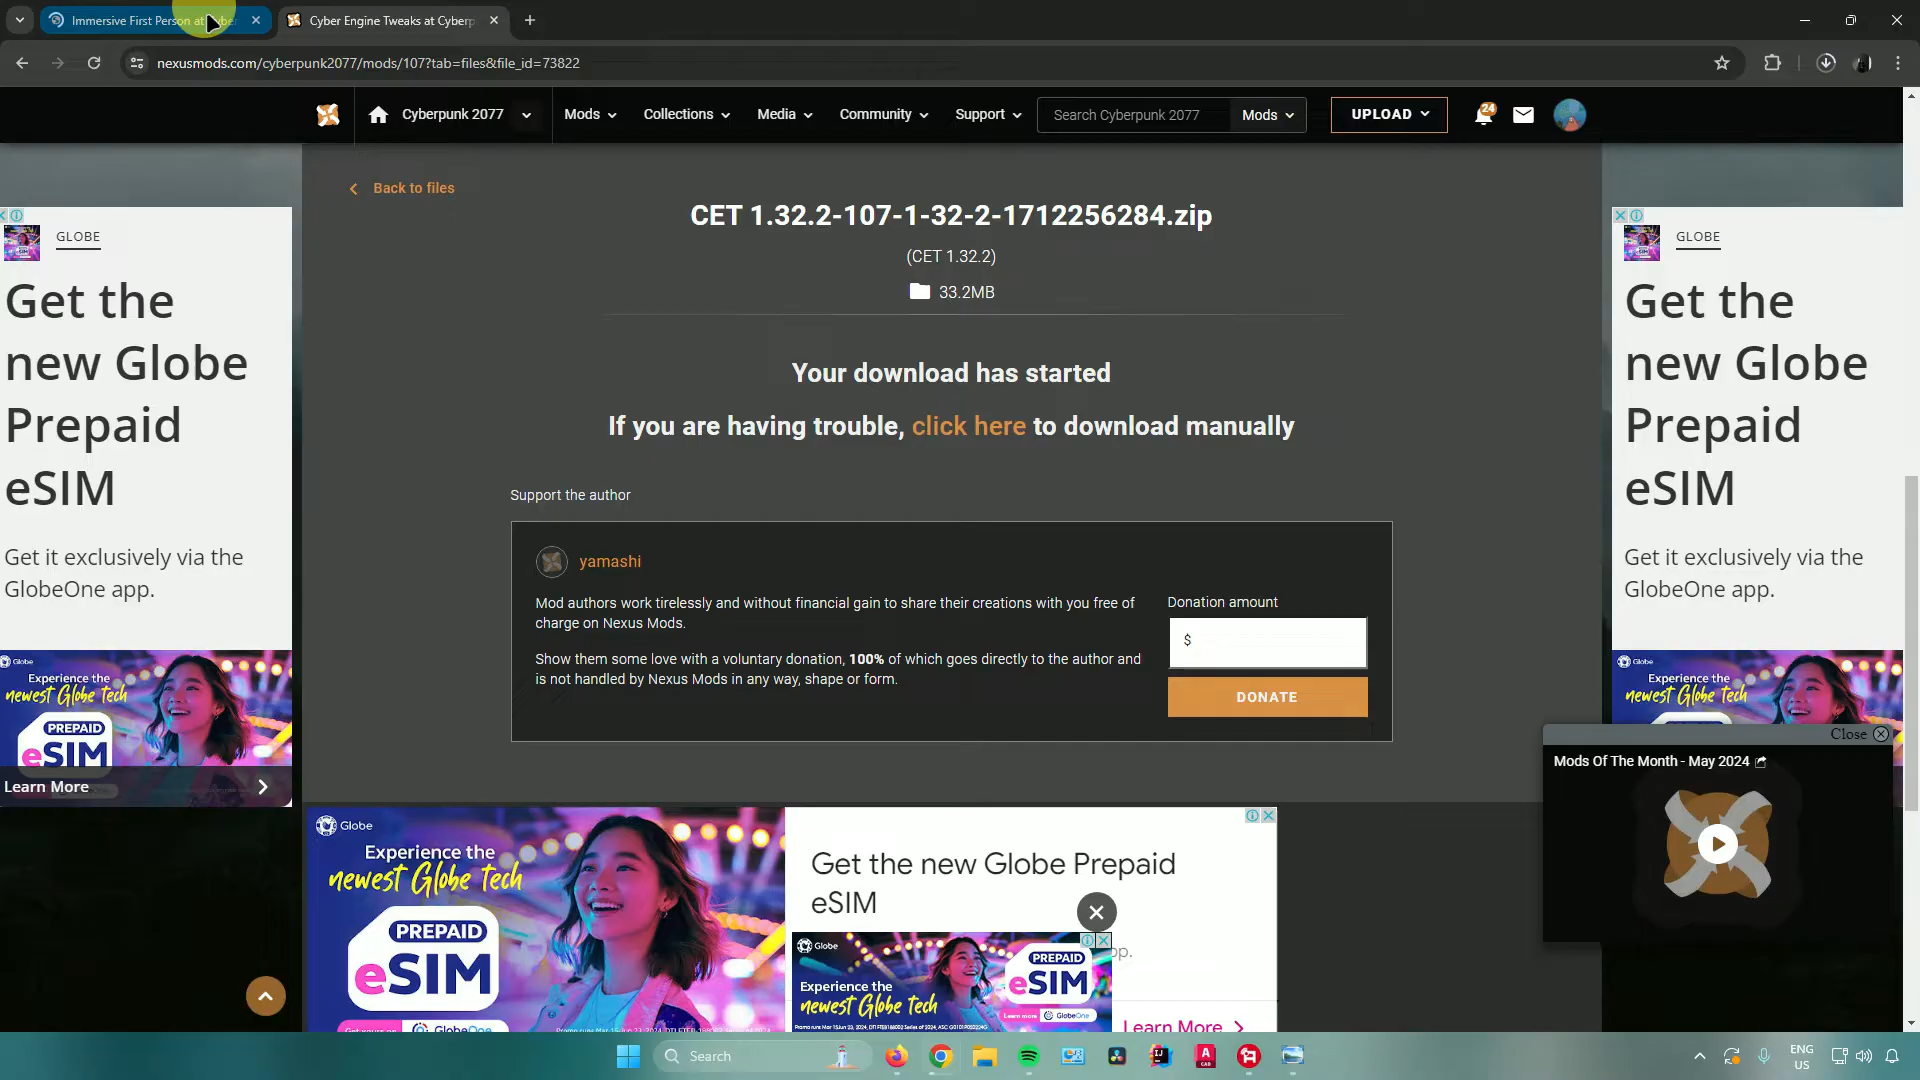 Immersive First Person at Cyber
Cyber Engine Tweaks at Cyberp
nexusmods.com/cyberpunk2077/mods/107?tab=files&file_id=73822
Cyberpunk 2077
Mods
Collections
Media
Community
Support
Search Cyberpunk 2077
Mods
UPLOAD
24
Back to files
CET 1.32.2-107-1-32-2-1712256284.zip
(CET 1.32.2)
33.2MB
Your download has started
If you are having trouble, click here to download manually
Support the author
yamashi
Mod authors work tirelessly and without financial gain to share their creations with you free of
charge on Nexus Mods.
Show them some love with a voluntary donation, 100% of which goes directly to the author and
is not handled by Nexus Mods in any way, shape or form.
Donation amount
$
DONATE
GLOBE
Get the
new Globe
Prepaid
eSIM
Get it exclusively via the
GlobeOne app.
Globe
Experience the
newest Globe tech
PREPAID
eSIM
Learn More
GLOBE
Get the
new Globe
Prepaid
eSIM
Get it exclusively via the
GlobeOne app.
Globe
Experience the
newest Globe tech
PREPAID
Close
Mods Of The Month - May 2024
Globe
Experience the
newest Globe tech
PREPAID
eSIM
GlobeOne
Get the new Globe Prepaid
eSIM
pp.
Globe
Experience the
newest Globe tech
PREPAID
eSIM
Learn more
GlobeOne
Learn More
Search
ENG
US